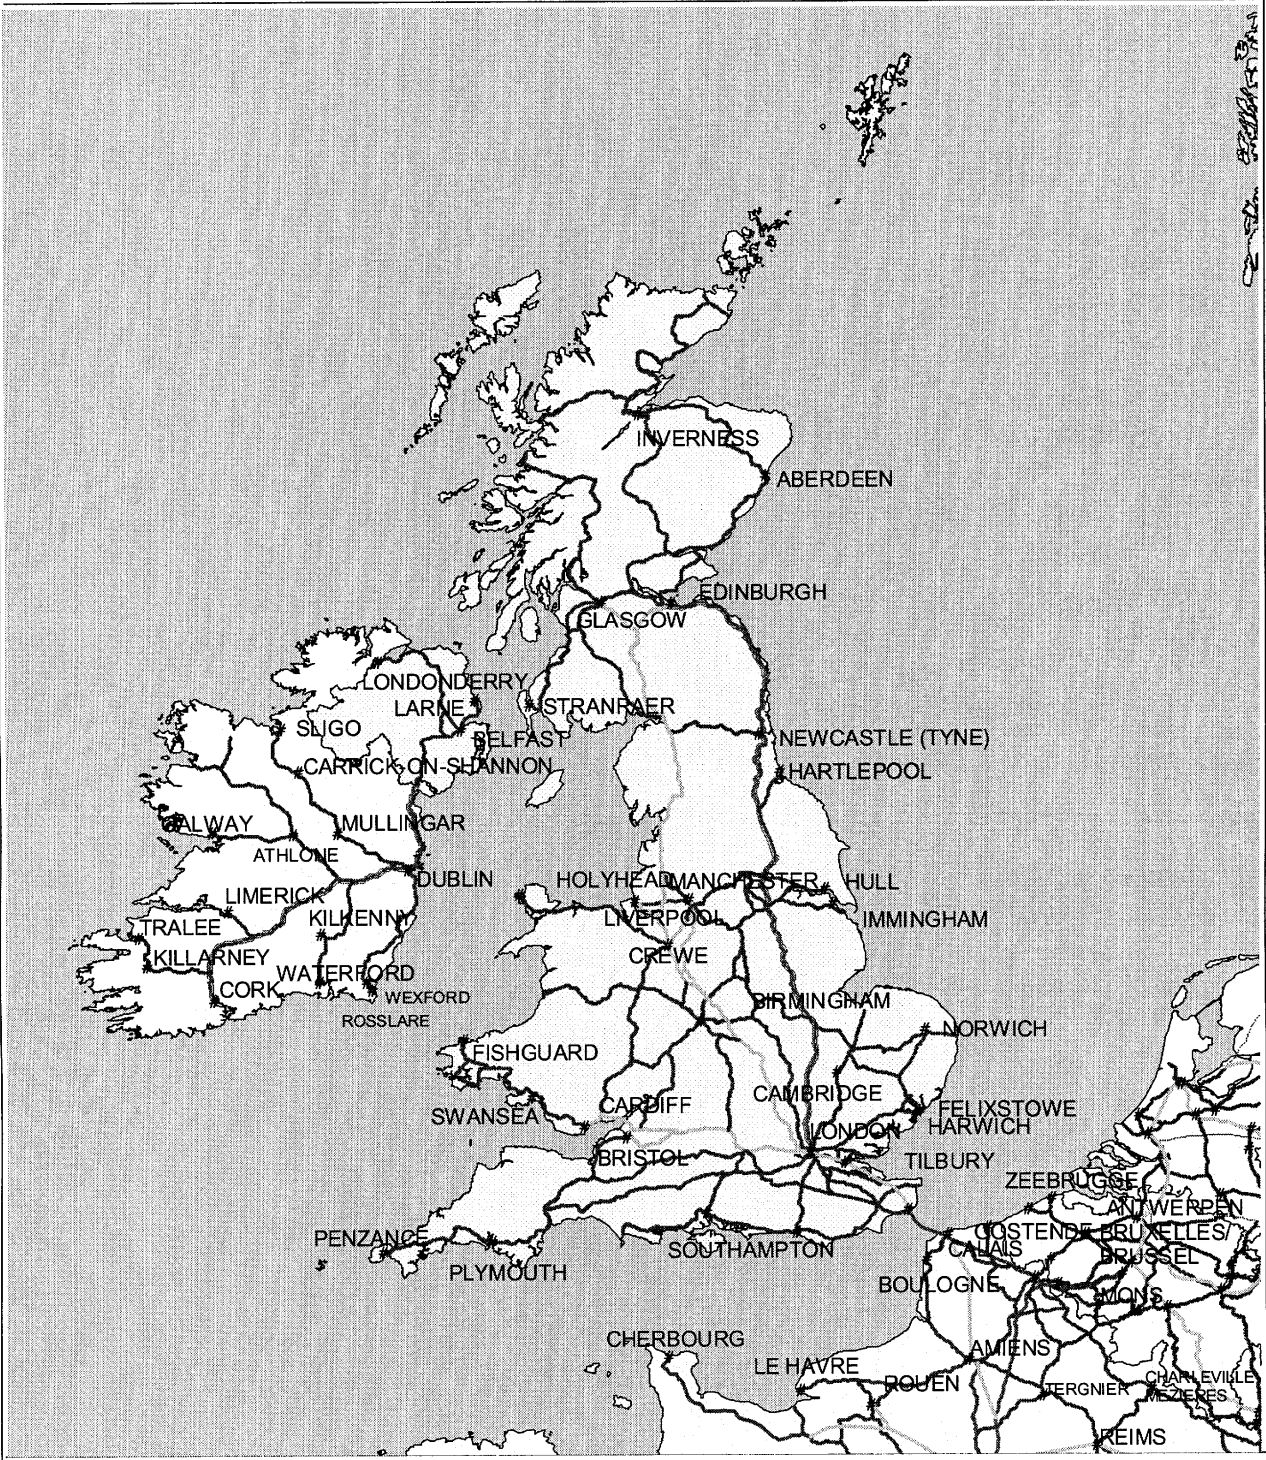 INVERNESS
ABERDEEN
EDINBURGH
GLASGOW
LONDONDERRY
LARNE
STRANRAER
SLIGO
BELFAST
NEWCASTLE (TYNE)
CARRICK-ON-SHANNON
HARTLEPOOL
GALWAY
MULLINGAR
ATHLONE
DUBLIN
HOLYHEAD
MANCHESTER
HULL
LIMERICK
KILKENNY
LIVERPOOL
IMMINGHAM
TRALEE
KILLARNEY
CREWE
WATERFORD
CORK
WEXFORD
BIRMINGHAM
ROSSLARE
NORWICH
FISHGUARD
CAMBRIDGE
SWANSEA
CARDIFF
FELIXSTOWE
HARWICH
LONDON
BRISTOL
TILBURY
ZEEBRUGGE
ANTWERPEN
PENZANCE
SOUTHAMPTON
OOSTENDE
BRUXELLES/
CALAIS
BRUSSEL
PLYMOUTH
BOULOGNE
MONS
CHERBOURG
AMIENS
LE HAVRE
ROUEN
TERGNIER
CHARLEVILLE
MEZIERES
REIMS